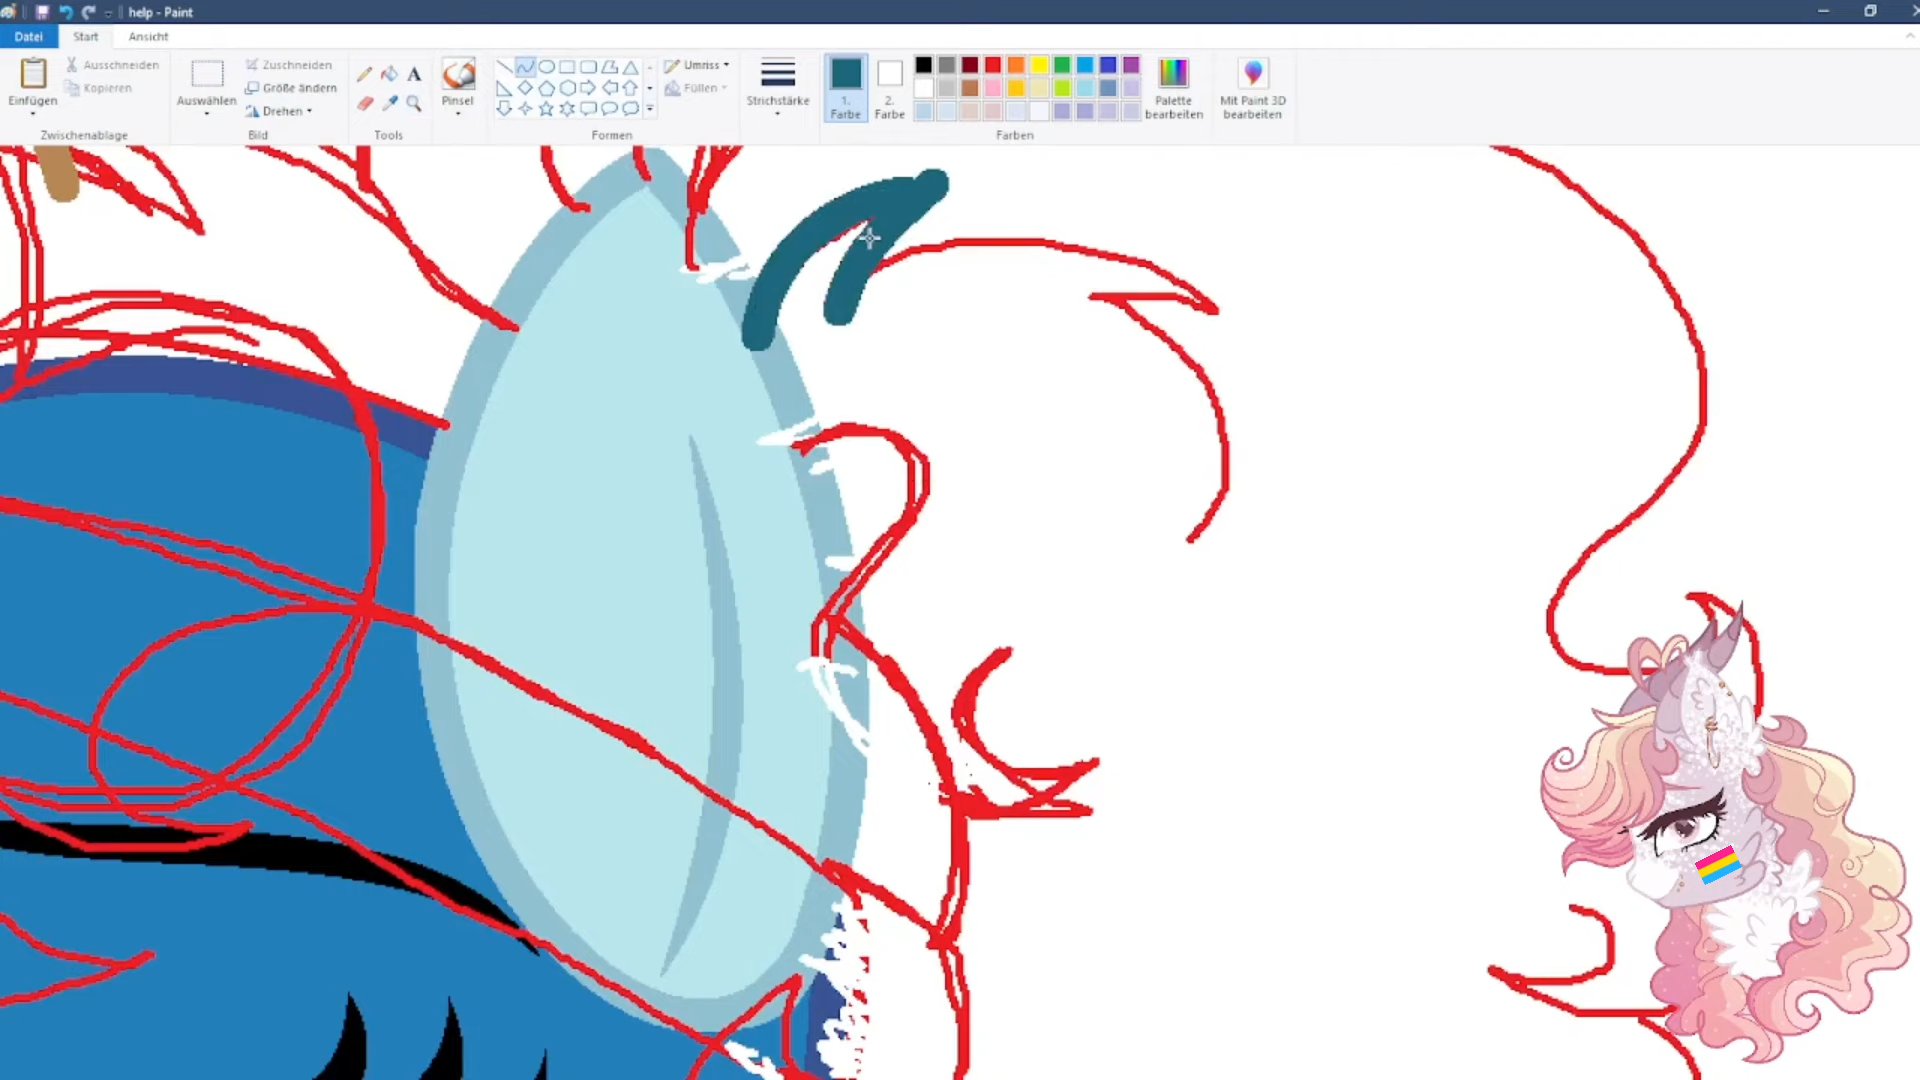 help - Paint
Datei Start Ansicht
Einfügen
Ausschneiden
Kopieren
Zwischenablage
Auswählen
Zuschneiden
Größe ändern
Drehen
Bild
A
Tools
Pinsel
Umriss
Füllen
Formen
Strichstärke
1.
Farbe
2.
Farbe
Palette
bearbeiten
Farben
Mit Paint 3D
bearbeiten